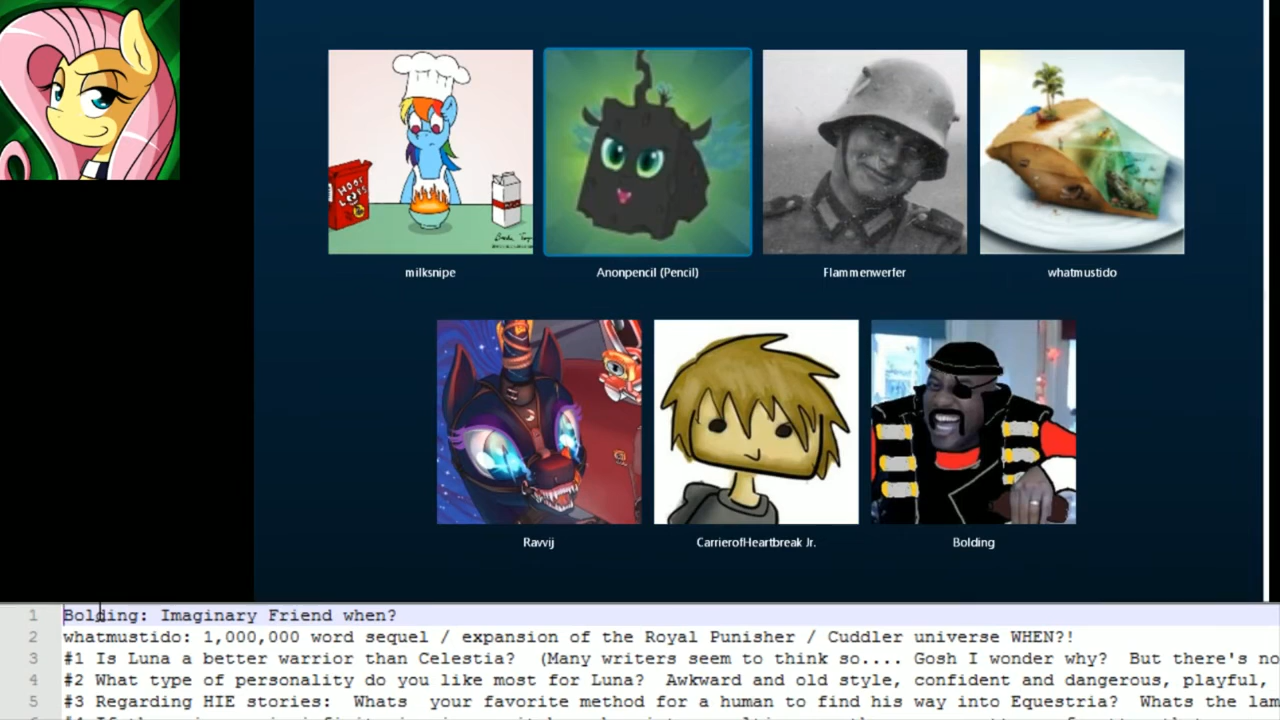 HOOT
milksnipe
Anonpencil (Pencil)
Flammenwerfer
whatmustido
Ravvij
CarrierofHeartbreak Jr.
Bolding
1 Bolding: Imaginary Friend when?
2 whatmustido: 1,000,000 word sequel / expansion of the Royal Punisher / Cuddler universe WHEN?!
3 #1 Is Luna a better warrior than Celestia?  (Many writers seem to think so.... Gosh I wonder why?  But there's no
4 #2 What type of personality do you like most for Luna?  Awkward and old style, confident and dangerous, playful,
5 #3 Regarding HIE stories:  Whats  your favorite method for a human to find his way into Equestria?  Whats the lam